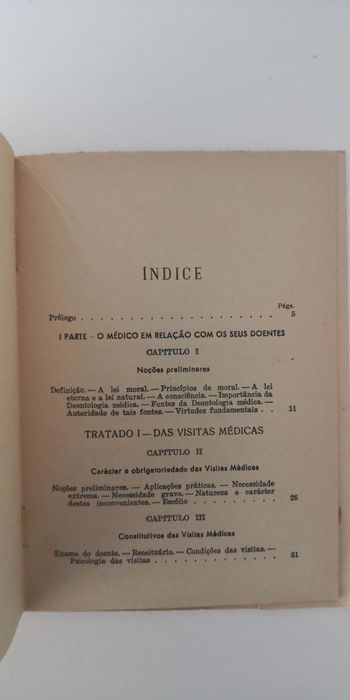 ÍNDICE
Págs.
Prólogo . . . . . . . . . . . . . . . . . . . 5
I PARTE – O MÉDICO EM RELAÇÃO COM OS SEUS DOENTES
CAPITULO I
Noções preliminares
Definição. — A lei moral. — Princípios de moral. — A lei
eterna e a lei natural. — A consciência. — Importância da
Deontologia médica. — Fontes da Deontologia médica. —
Autoridade de tais fontes. — Virtudes fundamentais . . 11
TRATADO I — DAS VISITAS MÉDICAS
CAPITULO II
Carácter e obrigatoriedade das Visitas Médicas
Noções preliminares. — Aplicações práticas. — Necessidade
extrema. — Necessidade grave. — Natureza e carácter
destes inconvenientes. — Escólio . . . . . . . . . 25
CAPITULO III
Constitutivos das Visitas Médicas
Exame do doente. — Receituário. — Condições das visitas. —
Psicologia das visitas . . . . . . . . . . . . . 31